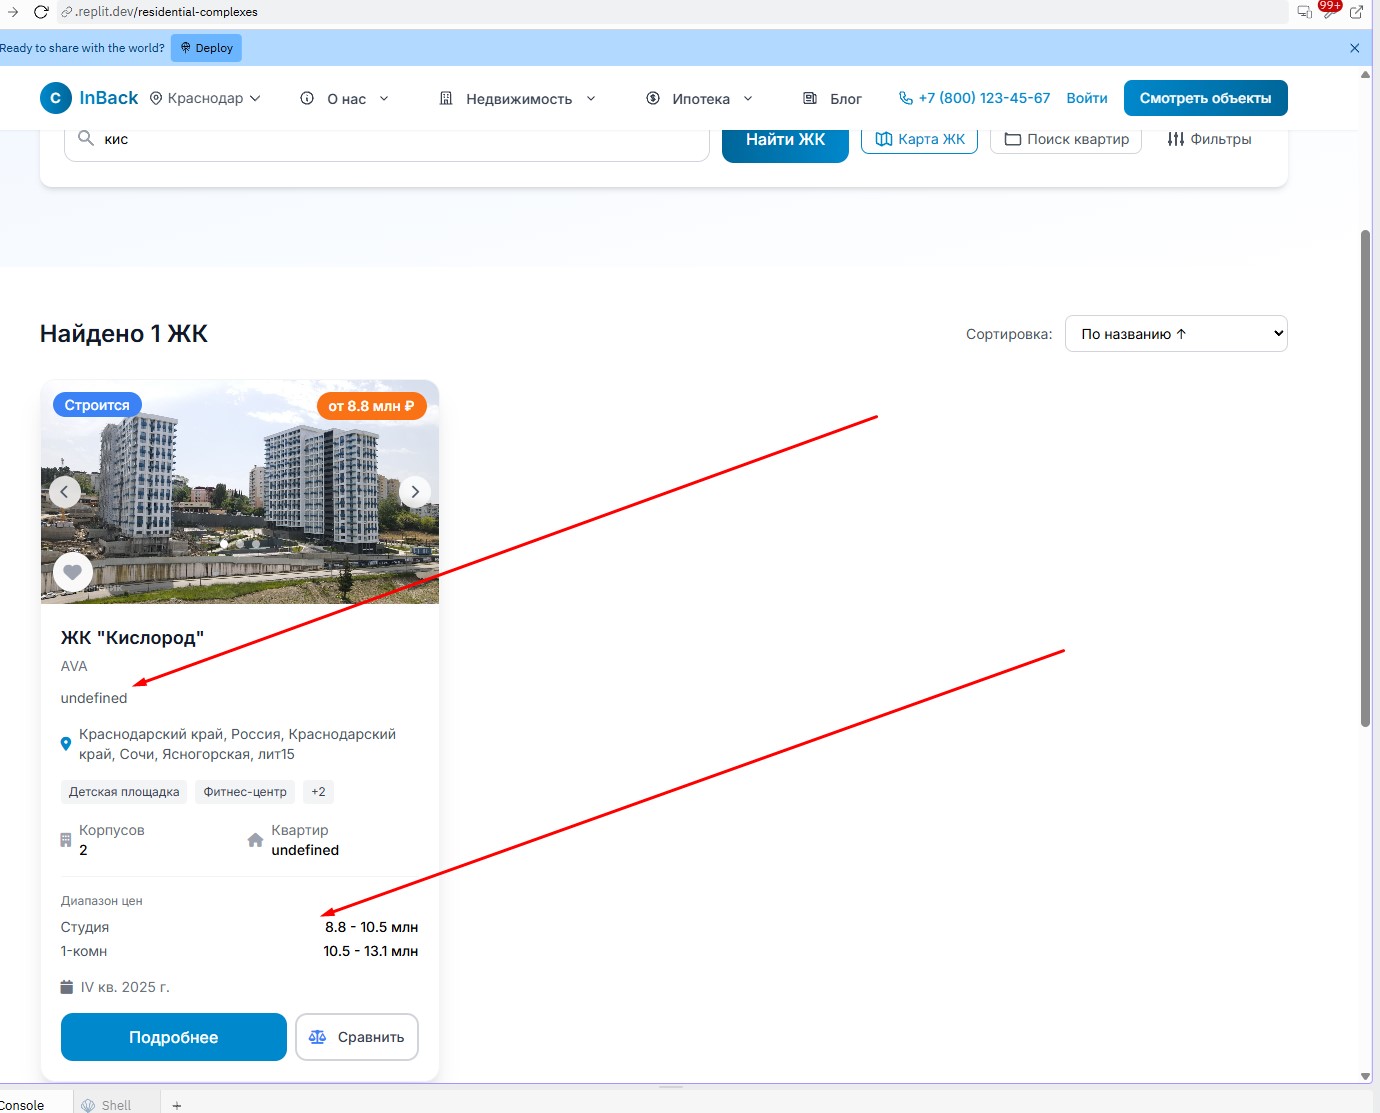 .replit.dev/residential-complexes
99+
Ready to share with the world? Deploy
C InBack Краснодар О нас Недвижимость Ипотека Блог +7 (800) 123-45-67 Войти Смотреть объекты
кис Найти ЖК Карта ЖК Поиск квартир Фильтры
Найдено 1 ЖК
Сортировка: По названию ↑
Строится от 8.8 млн ₽
ЖК "Кислород"
AVA
undefined
Краснодарский край, Россия, Краснодарский
край, Сочи, Ясногорская, лит15
Детская площадка Фитнес-центр +2
Корпусов Квартир
2 undefined
Диапазон цен
Студия 8.8 - 10.5 млн
1-комн 10.5 - 13.1 млн
IV кв. 2025 г.
Подробнее Сравнить
Console Shell +